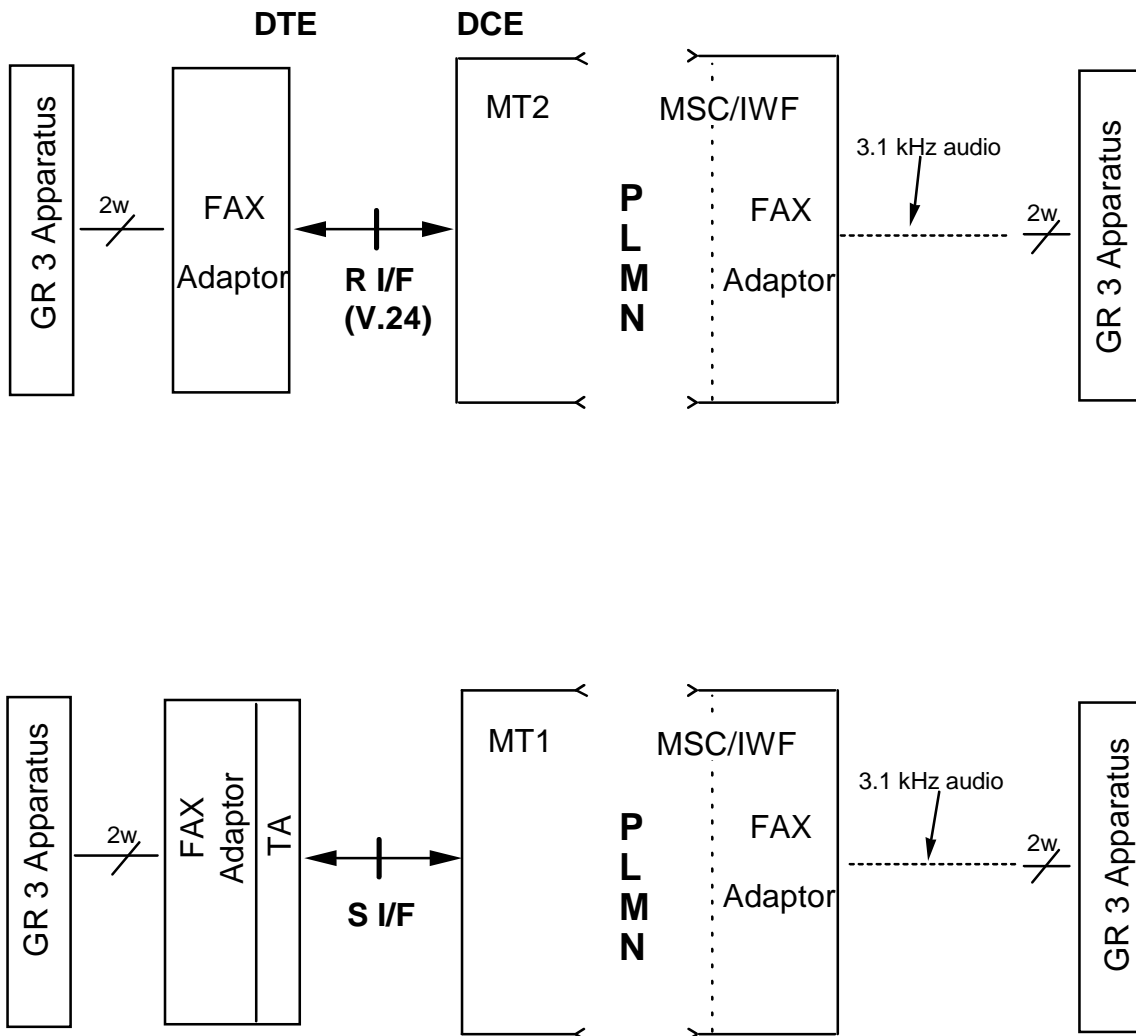 DTE
DCE
GR 3 Apparatus
2w
FAX
Adaptor
R I/F
(V.24)
MT2
P
L
M
N
MSC/IWF
FAX
Adaptor
3.1 kHz audio
2w
GR 3 Apparatus
GR 3 Apparatus
2w
FAX
Adaptor
TA
S I/F
MT1
P
L
M
N
MSC/IWF
FAX
Adaptor
3.1 kHz audio
2w
GR 3 Apparatus